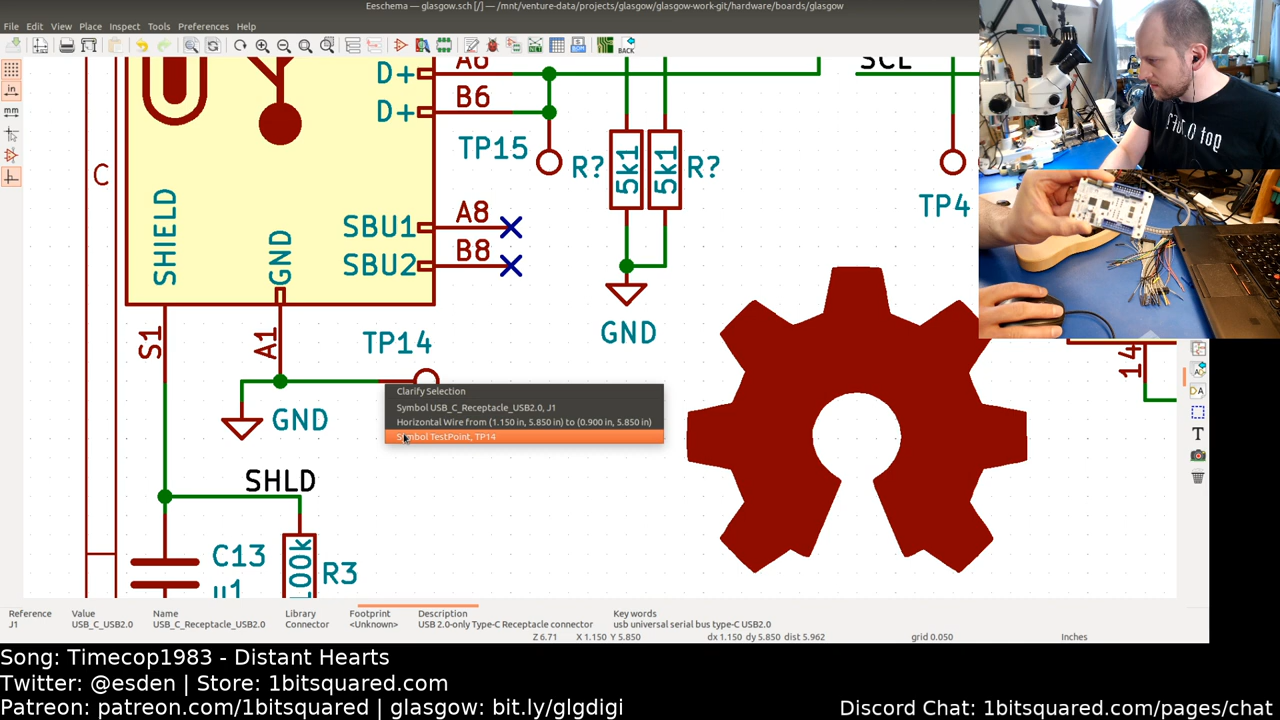 Eeschema — glasgow.sch [/] — /mnt/venture-data/projects/glasgow/glasgow-work-git/hardware/boards/glasgow
File Edit View Place Inspect Tools Preferences Help
BACK
in
mm
C
D+ A6
D+ B6
TP15
R? 5k1 5k1 R?
SCL
TP4
SHIELD
GND
SBU1 A8
SBU2 B8
GND
S1
A1
TP14
14
Clarify Selection
Symbol USB_C_Receptacle_USB2.0, J1
Horizontal Wire from (1.150 in, 5.850 in) to (0.900 in, 5.850 in)
Symbol TestPoint, TP14
GND
SHLD
C13
u1
100k
R3
DA
T
Reference Value Name Library Footprint Description Key words
J1 USB_C_USB2.0 USB_C_Receptacle_USB2.0 Connector <Unknown> USB 2.0-only Type-C Receptacle connector usb universal serial bus type-C USB2.0
Z 6.71 X 1.150 Y 5.850 dx 1.150 dy 5.850 dist 5.962 grid 0.050 Inches
Song: Timecop1983 - Distant Hearts
Twitter: @esden | Store: 1bitsquared.com
Patreon: patreon.com/1bitsquared | glasgow: bit.ly/glgdigi
Discord Chat: 1bitsquared.com/pages/chat